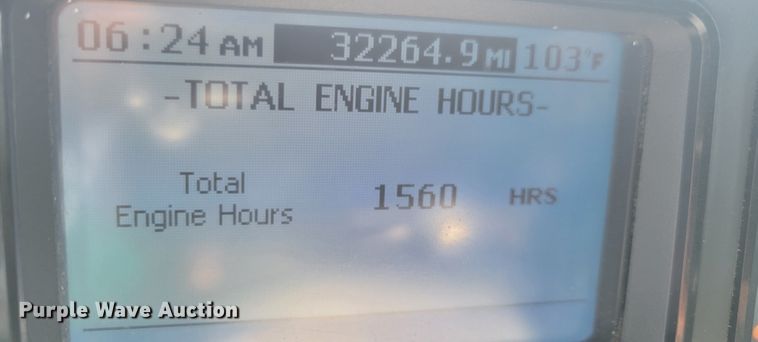 06:24 AM 32264.9 MI 103°F
-TOTAL ENGINE HOURS-
Total
Engine Hours 1560 HRS
Purple Wave Auction